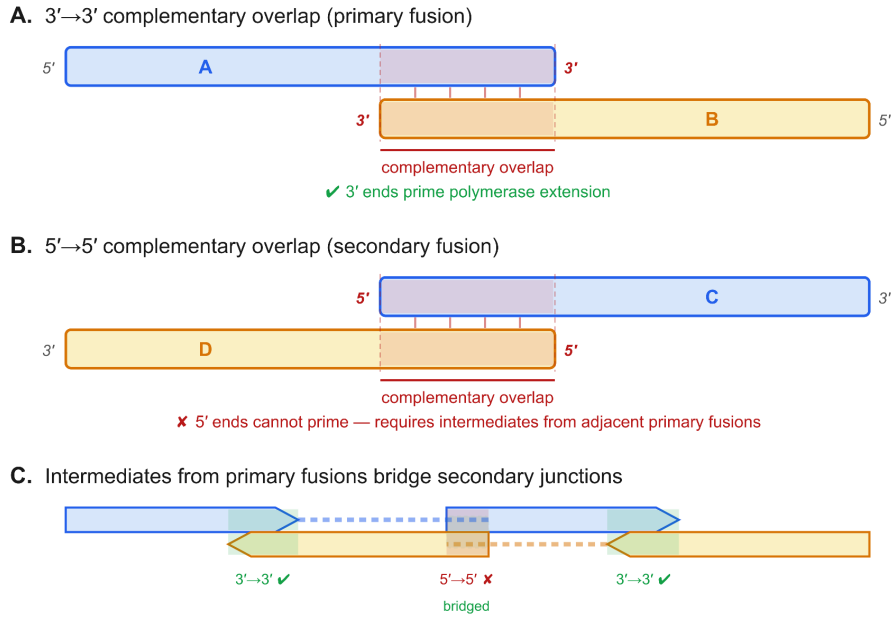 A. 3′→3′ complementary overlap (primary fusion)
5′ A 3′
3′ B 5′
complementary overlap
✔ 3′ ends prime polymerase extension
B. 5′→5′ complementary overlap (secondary fusion)
5′ C 3′
3′ D 5′
complementary overlap
✘ 5′ ends cannot prime — requires intermediates from adjacent primary fusions
C. Intermediates from primary fusions bridge secondary junctions
3′→3′ ✔ 5′→5′ ✘ 3′→3′ ✔
bridged